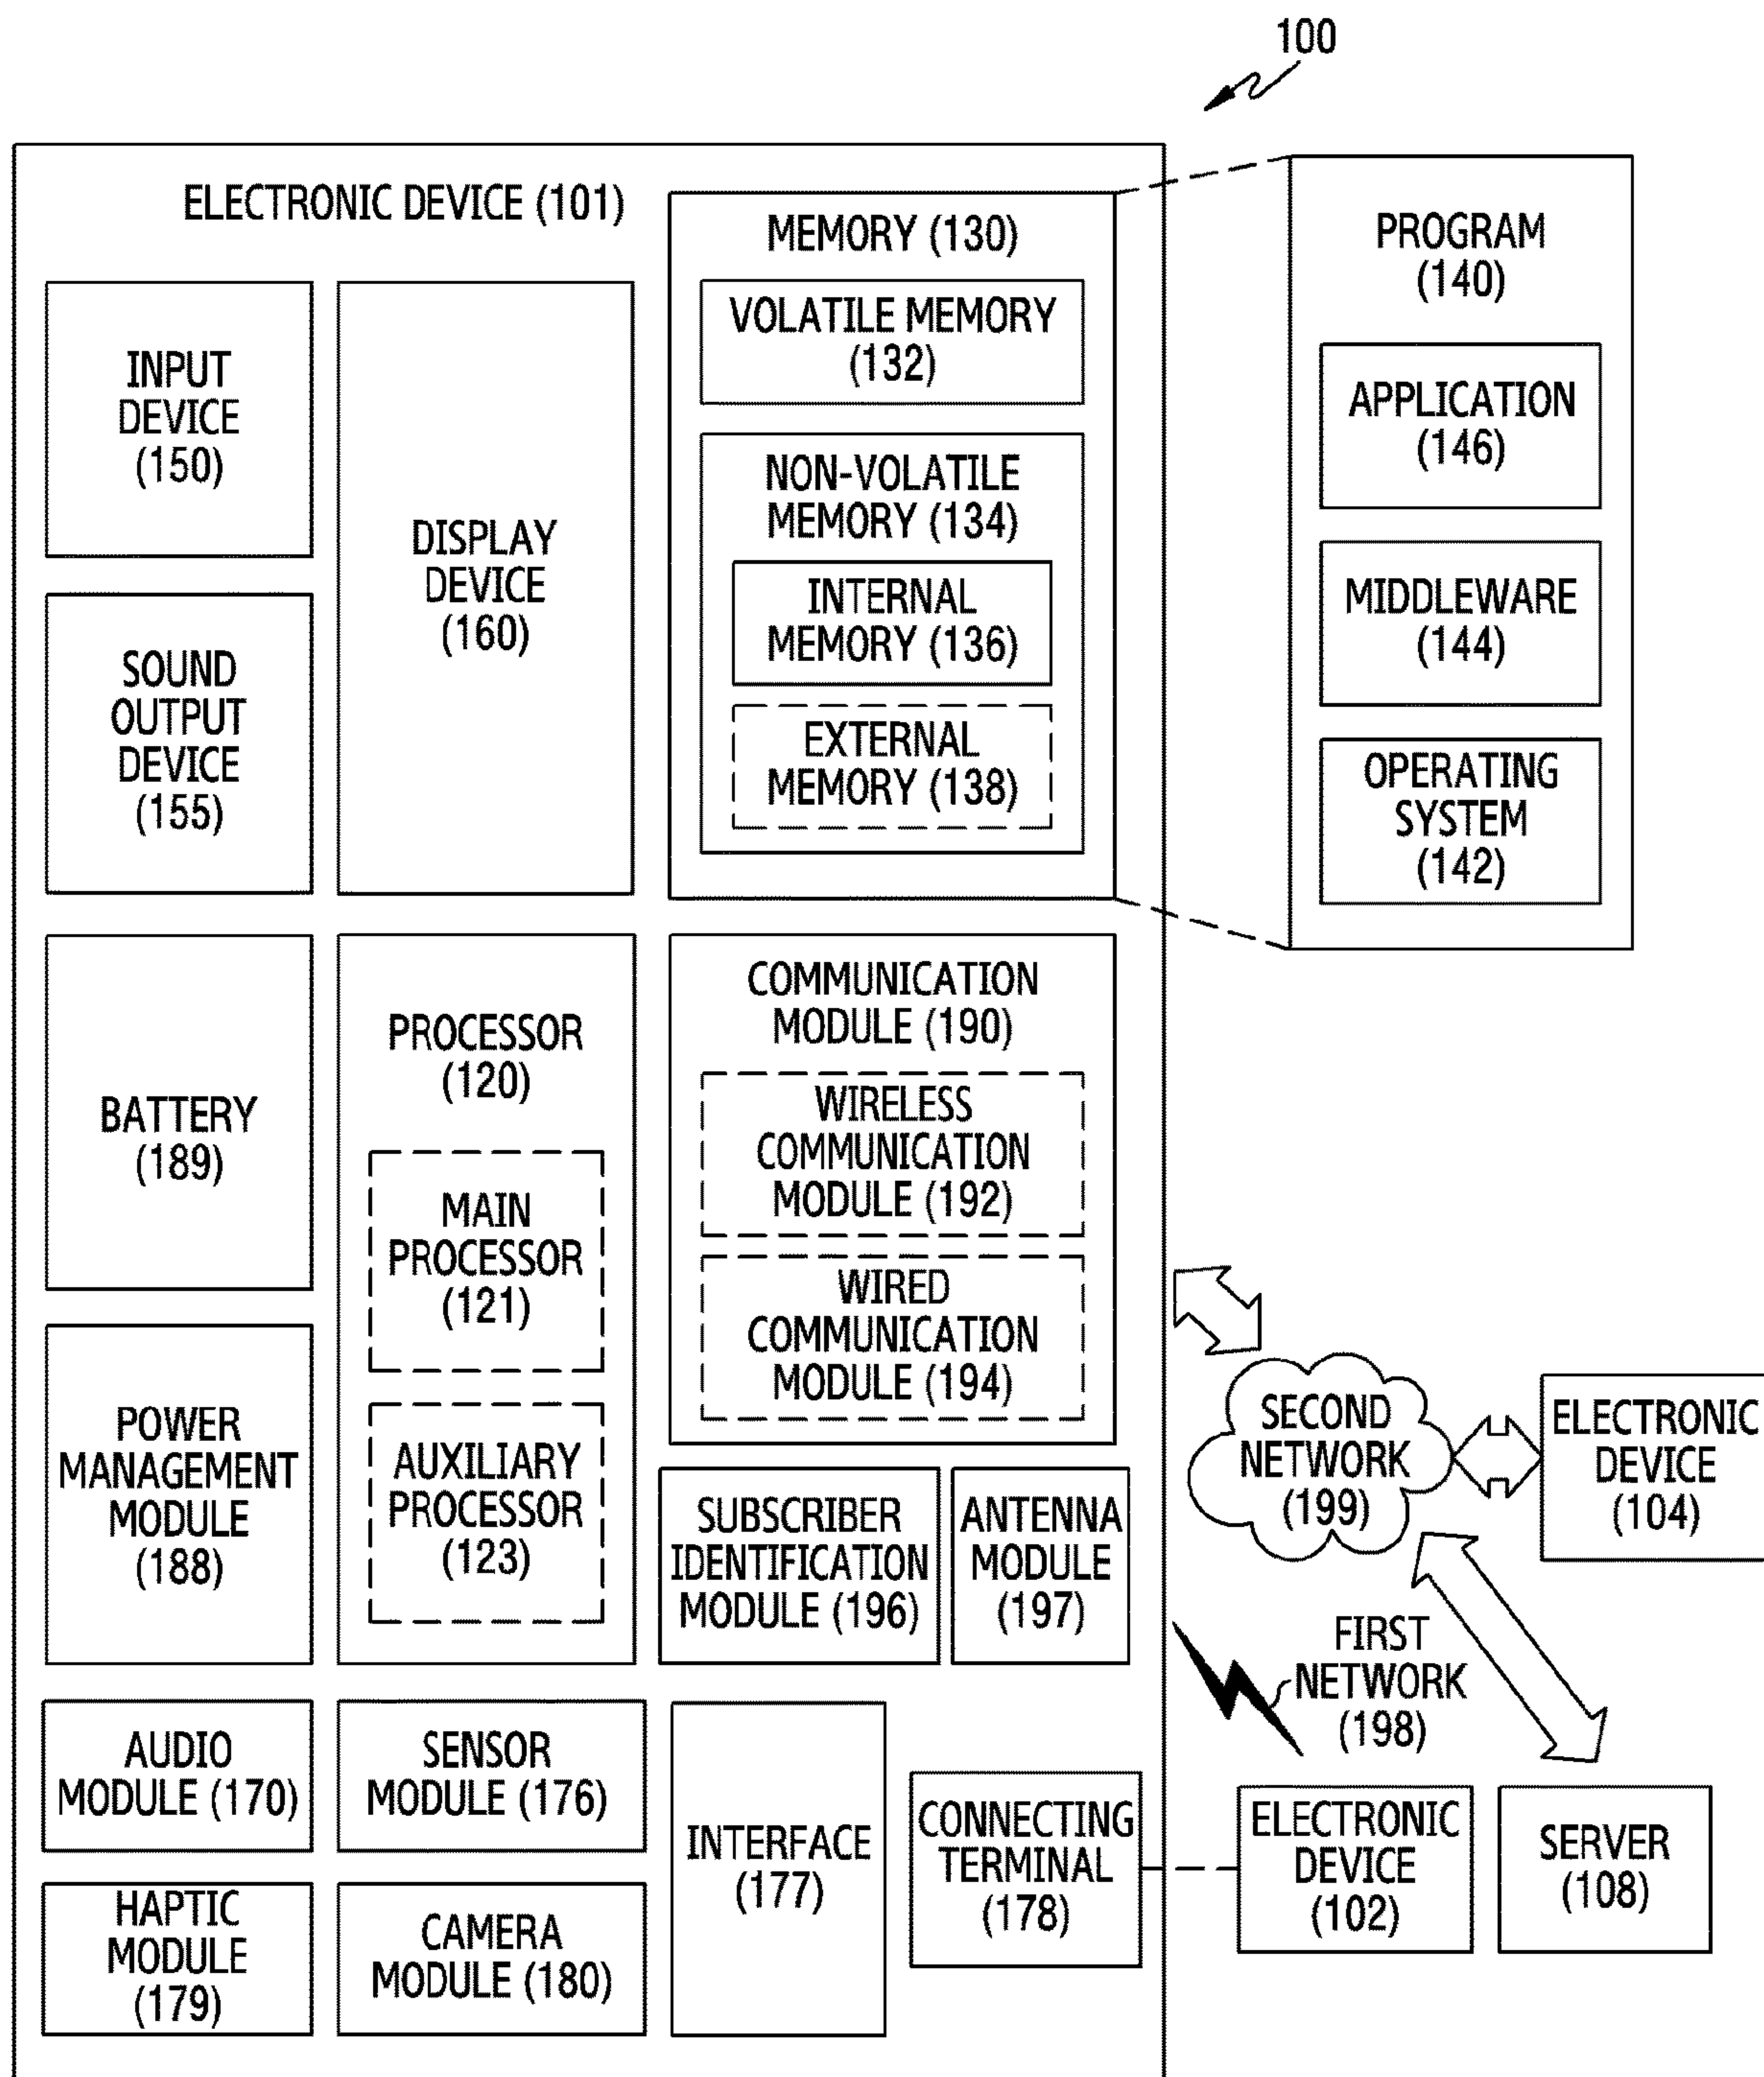 100
ELECTRONIC DEVICE (101)
INPUT
DEVICE
(150)
SOUND
OUTPUT
DEVICE
(155)
DISPLAY
DEVICE
(160)
MEMORY (130)
VOLATILE MEMORY
(132)
NON-VOLATILE
MEMORY (134)
INTERNAL
MEMORY (136)
EXTERNAL
MEMORY (138)
PROGRAM
(140)
APPLICATION
(146)
MIDDLEWARE
(144)
OPERATING
SYSTEM
(142)
BATTERY
(189)
POWER
MANAGEMENT
MODULE
(188)
PROCESSOR
(120)
MAIN
PROCESSOR
(121)
AUXILIARY
PROCESSOR
(123)
COMMUNICATION
MODULE (190)
WIRELESS
COMMUNICATION
MODULE (192)
WIRED
COMMUNICATION
MODULE (194)
SUBSCRIBER
IDENTIFICATION
MODULE (196)
ANTENNA
MODULE
(197)
SECOND
NETWORK
(199)
ELECTRONIC
DEVICE
(104)
FIRST
NETWORK
(198)
AUDIO
MODULE (170)
SENSOR
MODULE (176)
HAPTIC
MODULE
(179)
CAMERA
MODULE (180)
INTERFACE
(177)
CONNECTING
TERMINAL
(178)
ELECTRONIC
DEVICE
(102)
SERVER
(108)